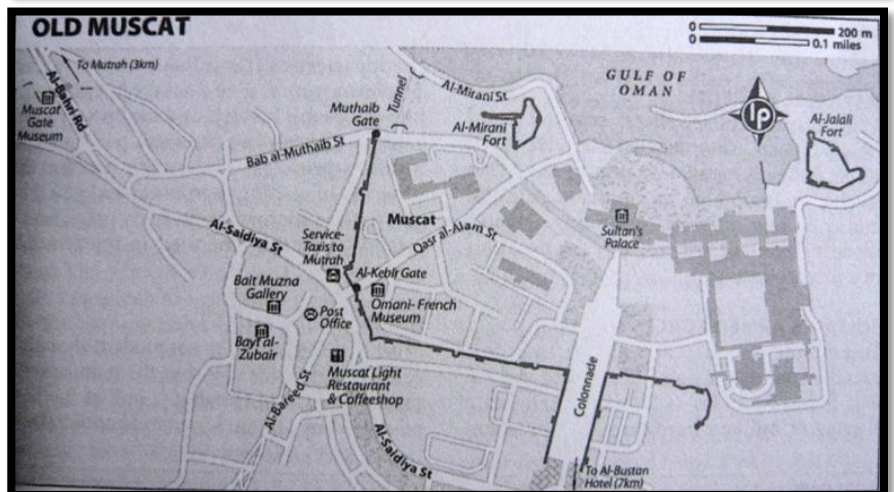 OLD MUSCAT
0 200 m
0 0.1 miles
To Mutrah (3km)
Al-Bahri Rd
Muscat
Gate
Museum
Muthaib
Gate
Tunnel
Al-Mirani St
GULF OF
OMAN
Al-Mirani
Fort
lp
Al-Jalali
Fort
Bab al-Muthaib St
Muscat
Al-Saidiya St
Service-
Taxis to
Mutrah
Qasr al-Alam St
Sultan's
Palace
Al-Kebir Gate
Bait Muzna
Gallery
Omani-French
Museum
Post
Office
Bayt al-
Zubair
Muscat Light
Restaurant
& Coffeeshop
Al-Bareed St
Al-Saidiya St
Colonnade
To Al-Bustan
Hotel (7km)